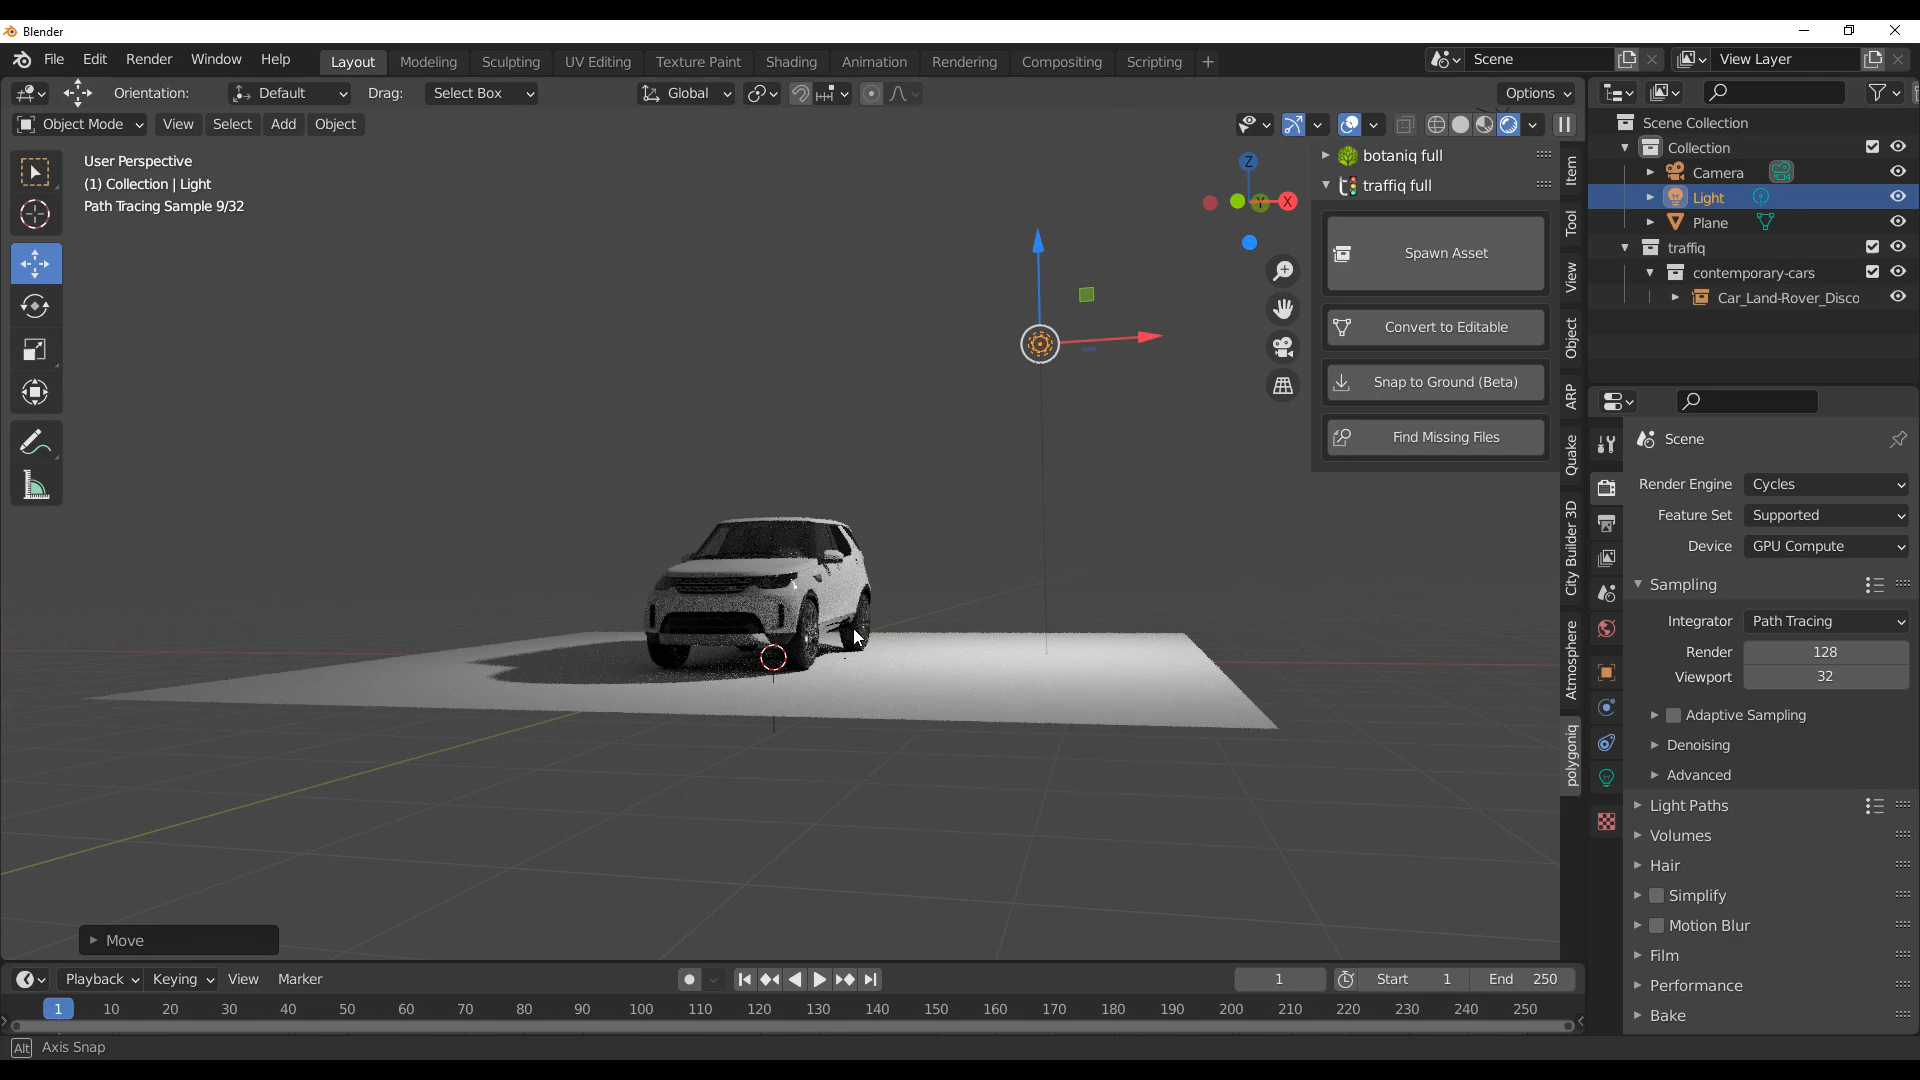 Blender
File Edit Render Window Help Layout Modeling Sculpting UV Editing Texture Paint Shading Animation Rendering Compositing Scripting + Scene View Layer
Orientation: Default Drag: Select Box Global Options
Object Mode View Select Add Object
User Perspective
(1) Collection | Light
Path Tracing Sample 9/32
Z
Y
X
botaniq full
traffiq full
Spawn Asset
Convert to Editable
Snap to Ground (Beta)
Find Missing Files
Item
Tool
View
Object
ARP
Quake
City Builder 3D
Atmosphere
polygoniq
Scene Collection
Collection
Camera
Light
Plane
traffiq
contemporary-cars
Car_Land-Rover_Disco
Scene
Render Engine Cycles
Feature Set Supported
Device GPU Compute
Sampling
Integrator Path Tracing
Render 128
Viewport 32
Adaptive Sampling
Denoising
Advanced
Light Paths
Volumes
Hair
Simplify
Motion Blur
Film
Performance
Bake
Move
Playback Keying View Marker 1 Start 1 End 250
1 10 20 30 40 50 60 70 80 90 100 110 120 130 140 150 160 170 180 190 200 210 220 230 240 250
Alt Axis Snap